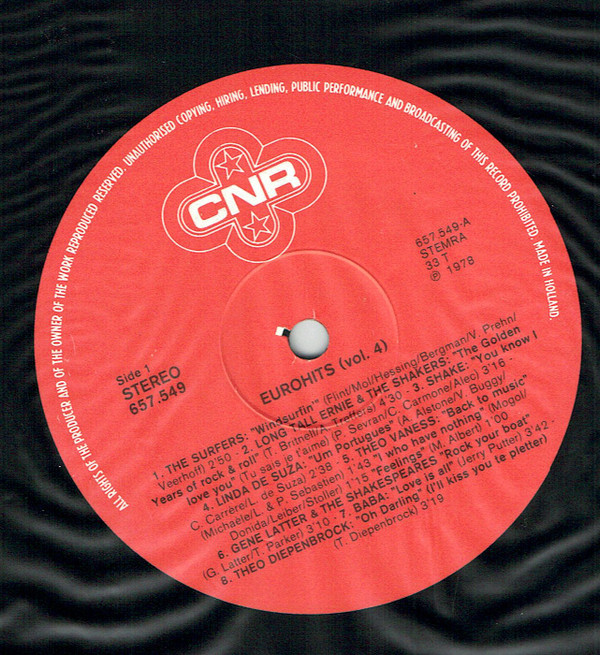 ALL RIGHTS OF THE PRODUCER AND OF THE OWNER OF THE WORK REPRODUCED RESERVED. UNAUTHORISED COPYING, HIRING, LENDING, PUBLIC PERFORMANCE AND BROADCASTING OF THIS RECORD PROHIBITED. MADE IN HOLLAND.
CNR
657.549-A
STEMRA
33 T
℗ 1978
Side 1
STEREO
657.549
EUROHITS (vol. 4)
1. THE SURFERS: "Windsurfin'" (Flint/Mol/Hessing/Bergman/V. Prehn/
Veerhoff) 2'50 - 2. LONG TALL ERNIE & THE SHAKERS: "The Golden
Years of rock & roll" (T. Britnell/A. Treffers) 4'30 - 3. SHAKE: "You know I
love you" (Tu sais je t'aime) (P. Sevran/C. Carmone/Alec) 3'16 -
4. LINDA DE SUZA: "Um Portugues" (A. Alstone/V. Buggy/
C. Carrère/L. de Suza) 2'38 - 5. THEO VANESS: "Back to music"
(Michaele/L. & P. Sebastien) 1'43 "I who have nothing" (Mogol/
Donida/Leiber/Stoller) 1'15 "Feelings" (M. Albert) 1'00
6. GENE LATTER & THE SHAKESPEARES "Rock your boat"
(G. Latter/T. Parker) 3'10 - 7. BABA: "Love is all" (Jerry Putter) 3'42 -
8. THEO DIEPENBROCK: "Oh Darling" (I'll kiss you te pletter)
(T. Diepenbrock) 3'19